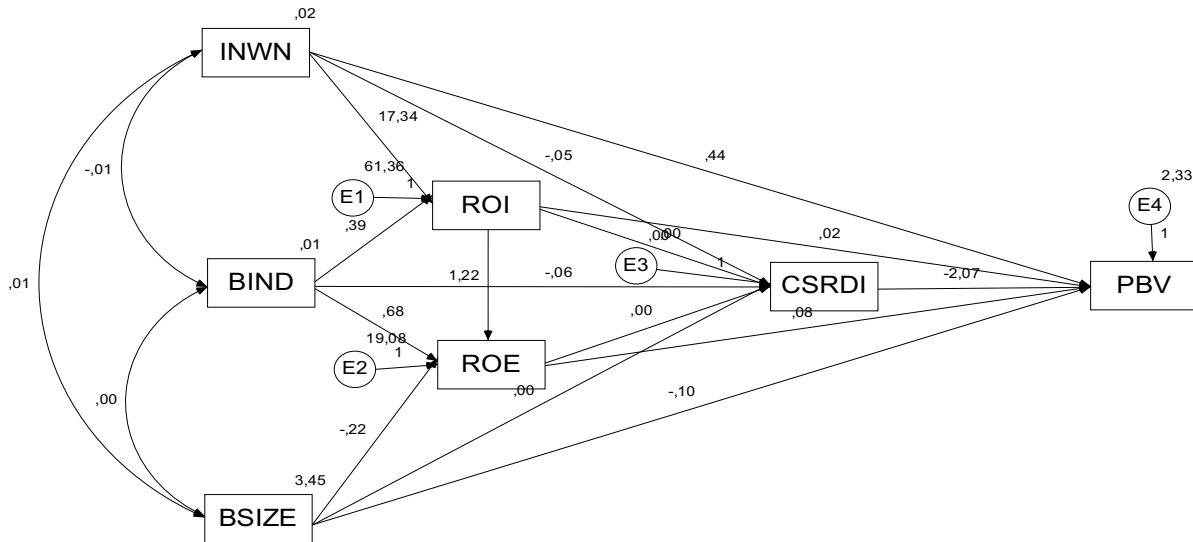 ,02
INWN
17,34
-,05
,44
-,01
61,36
1
E1
ROI
,39
2,33
E4
1
,01
BIND
,00
,00
,02
E3
1
CSRDI
-2,07
PBV
,01
1,22
-,06
,68
19,08
1
E2
ROE
,00
,08
,00
,00
-,10
-,22
3,45
BSIZE